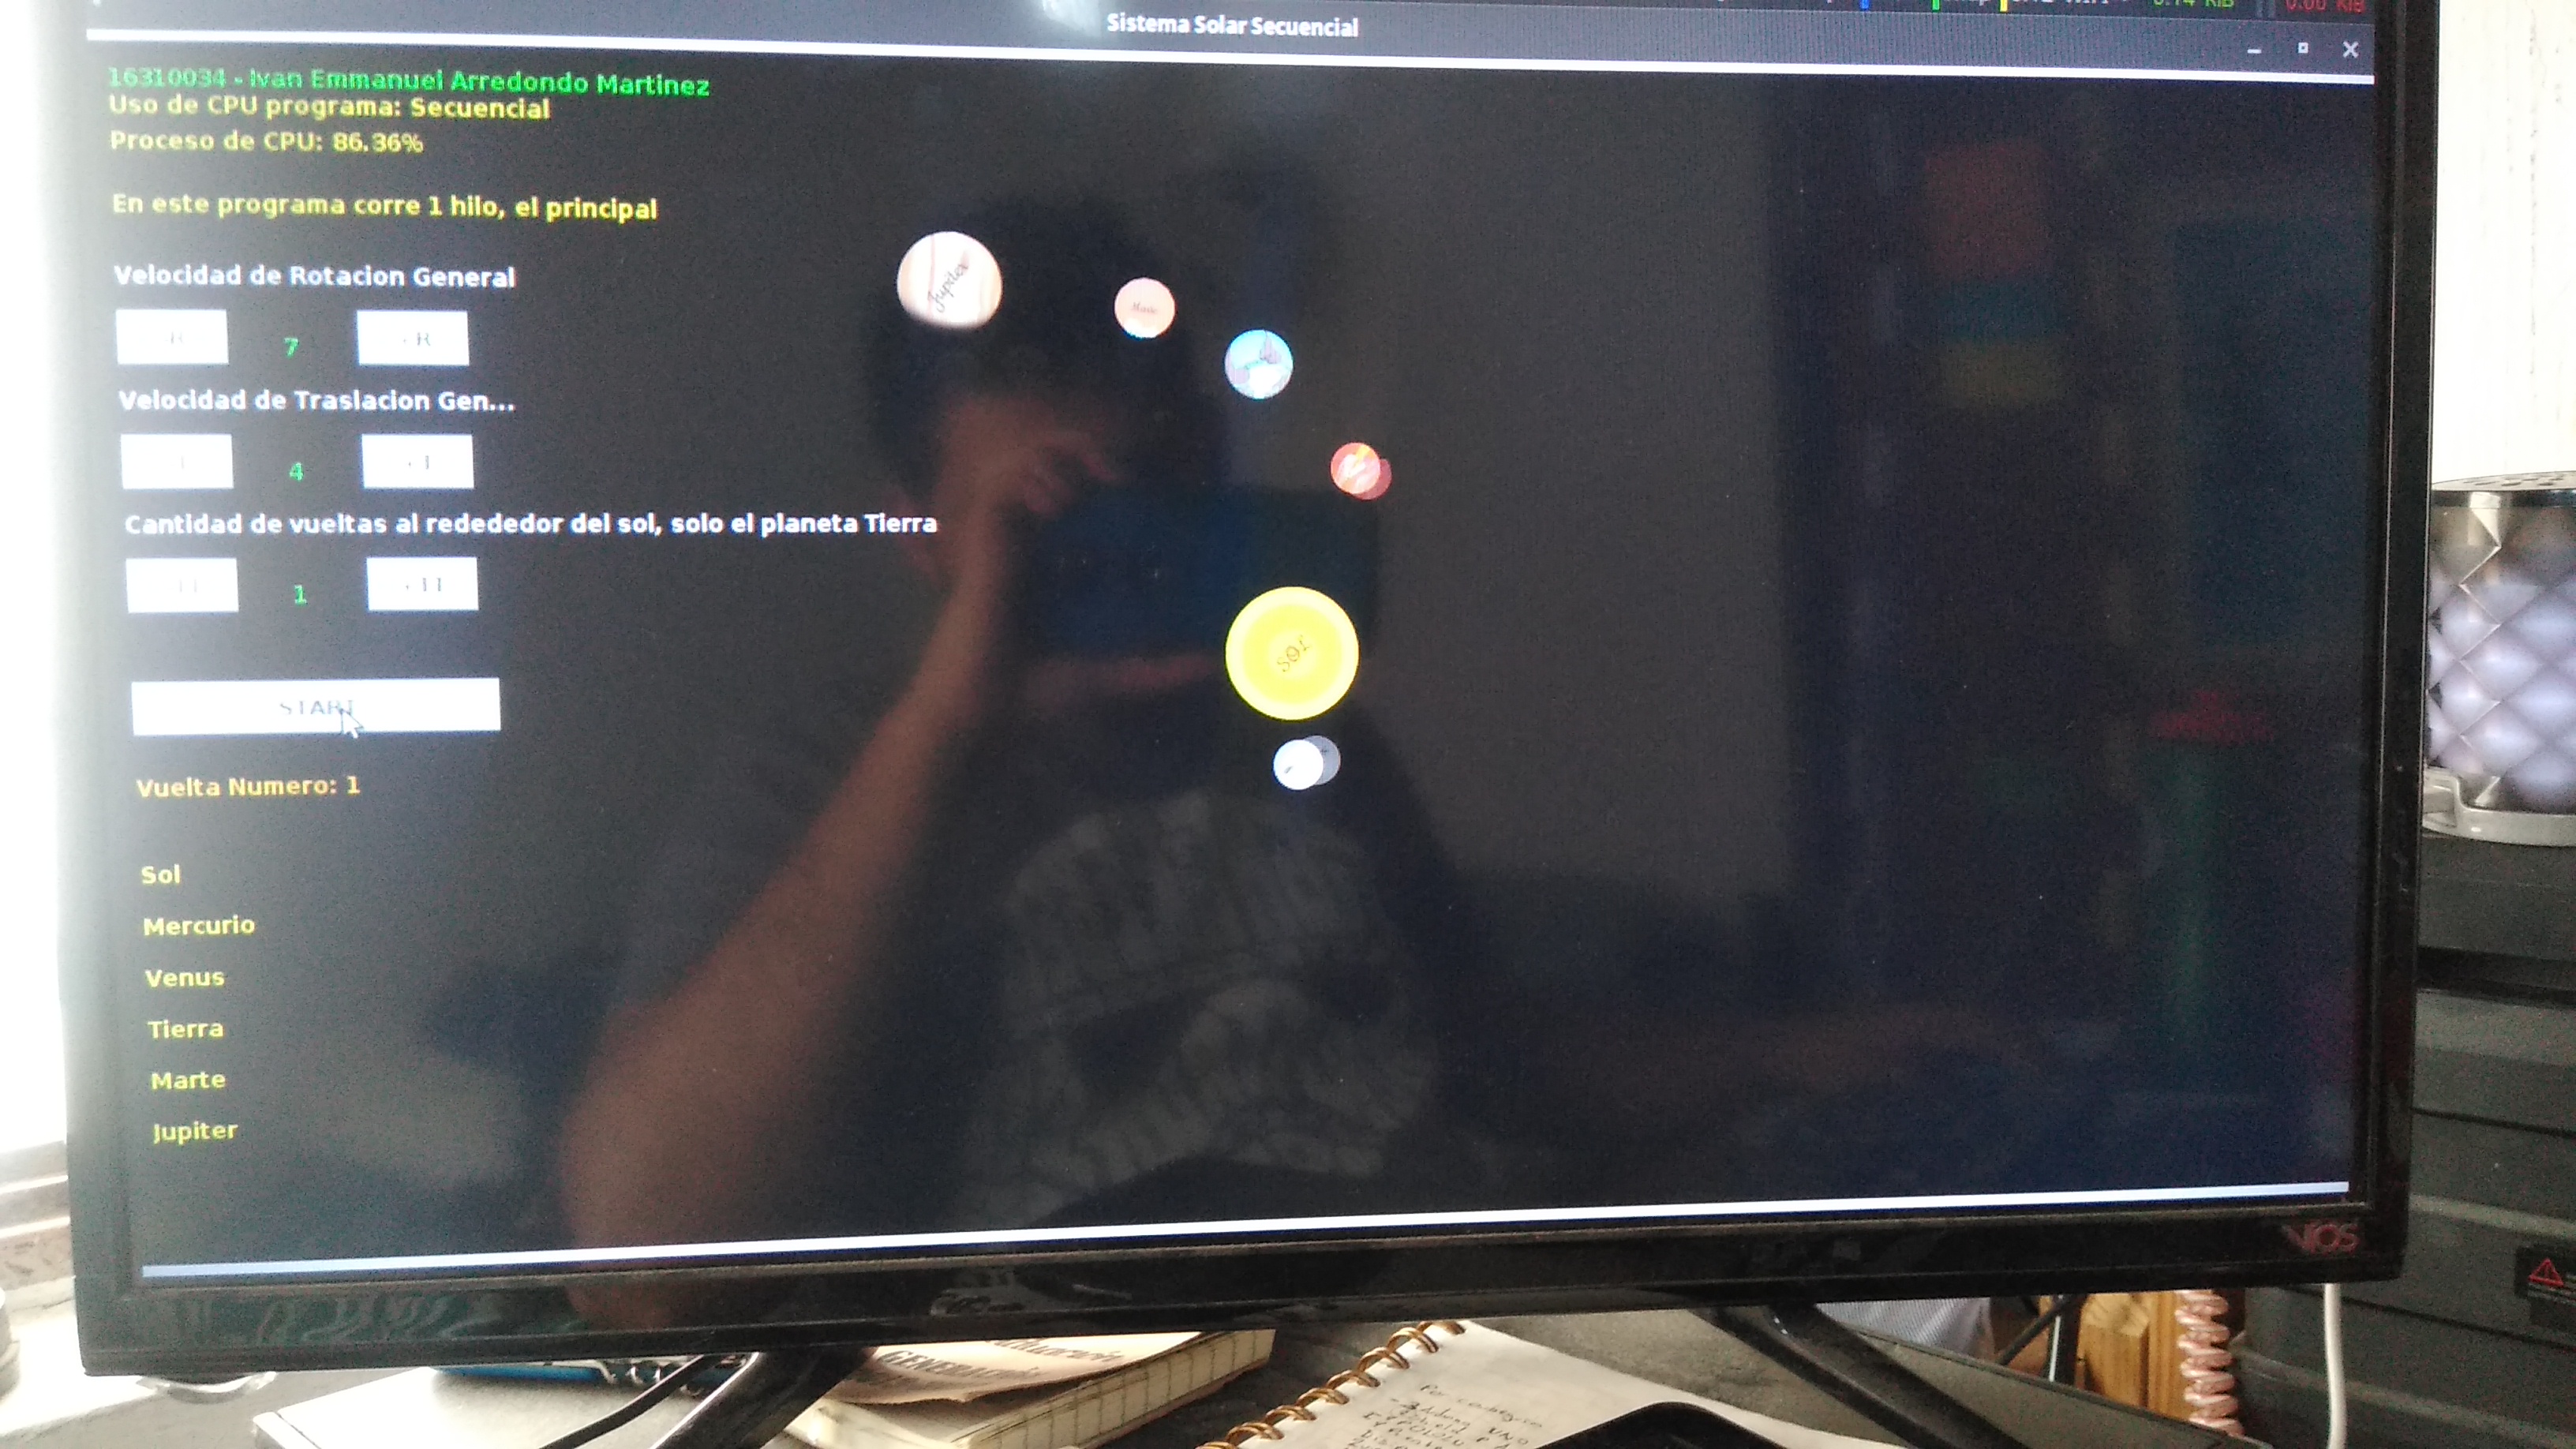 Sistema Solar Secuencial
16310034 - Ivan Emmanuel Arredondo Martinez
Uso de CPU programa: Secuencial
Proceso de CPU: 86.36%
En este programa corre 1 hilo, el principal
Velocidad de Rotacion General
7
Velocidad de Traslacion Gen...
4
Cantidad de vueltas al redededor del sol, solo el planeta Tierra
1
START
Vuelta Numero: 1
Sol
Mercurio
Venus
Tierra
Marte
Jupiter
Jupiter
SOL
VIOS